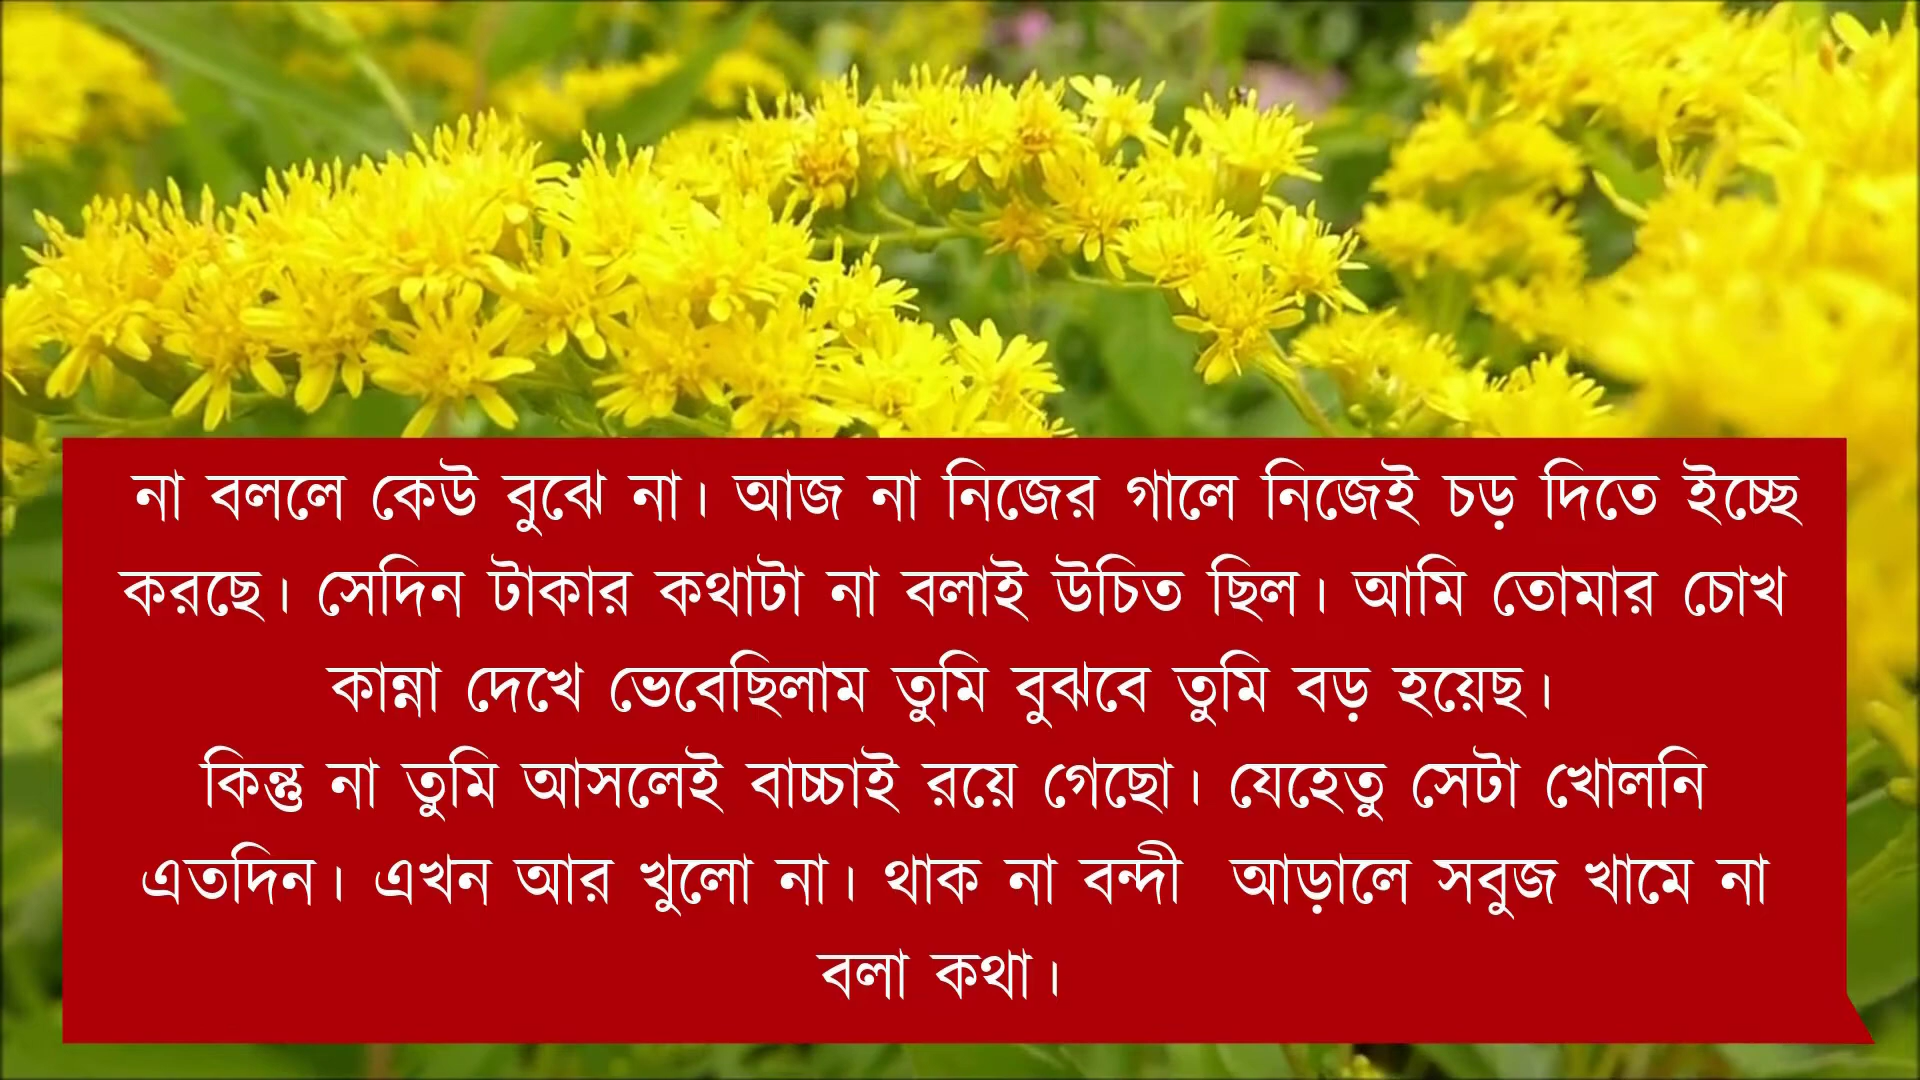 না বললে কেউ বুঝে না। আজ না নিজের গালে নিজেই চড় দিতে ইচ্ছে
করছে। সেদিন টাকার কথাটা না বলাই উচিত ছিল। আমি তোমার চোখ
কান্না দেখে ভেবেছিলাম তুমি বুঝবে তুমি বড় হয়েছ।
কিন্তু না তুমি আসলেই বাচ্চাই রয়ে গেছো। যেহেতু সেটা খোলনি
এতদিন। এখন আর খুলো না। থাক না বন্দী আড়ালে সবুজ খামে না
বলা কথা।